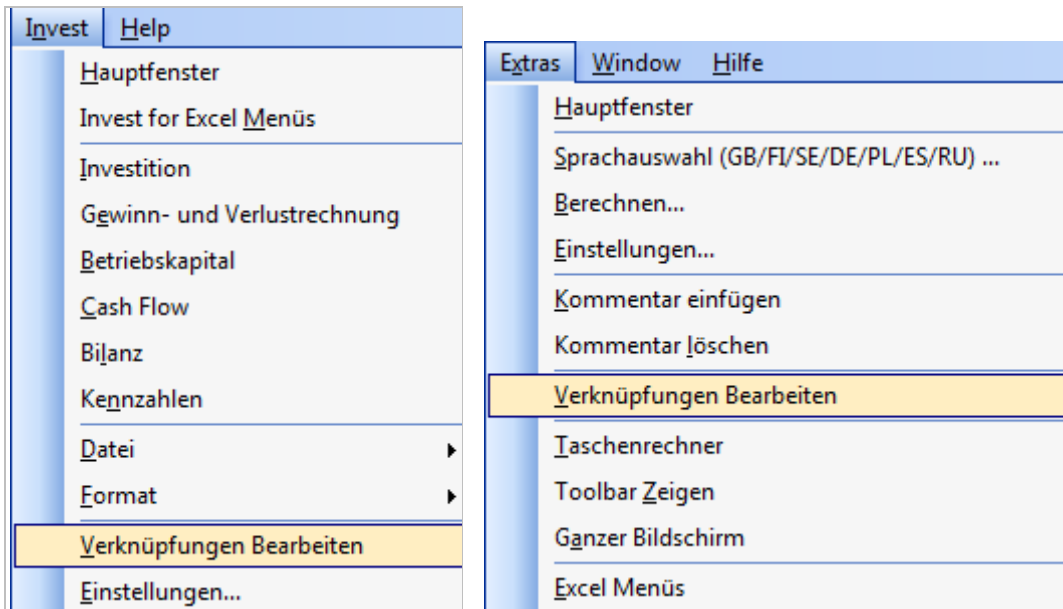 Invest Help
Hauptfenster
Invest for Excel Menüs
Investition
Gewinn- und Verlustrechnung
Betriebskapital
Cash Flow
Bilanz
Kennzahlen
Datei
Format
Verknüpfungen Bearbeiten
Einstellungen...
Extras Window Hilfe
Hauptfenster
Sprachauswahl (GB/FI/SE/DE/PL/ES/RU) ...
Berechnen...
Einstellungen...
Kommentar einfügen
Kommentar löschen
Verknüpfungen Bearbeiten
Taschenrechner
Toolbar Zeigen
Ganzer Bildschirm
Excel Menüs